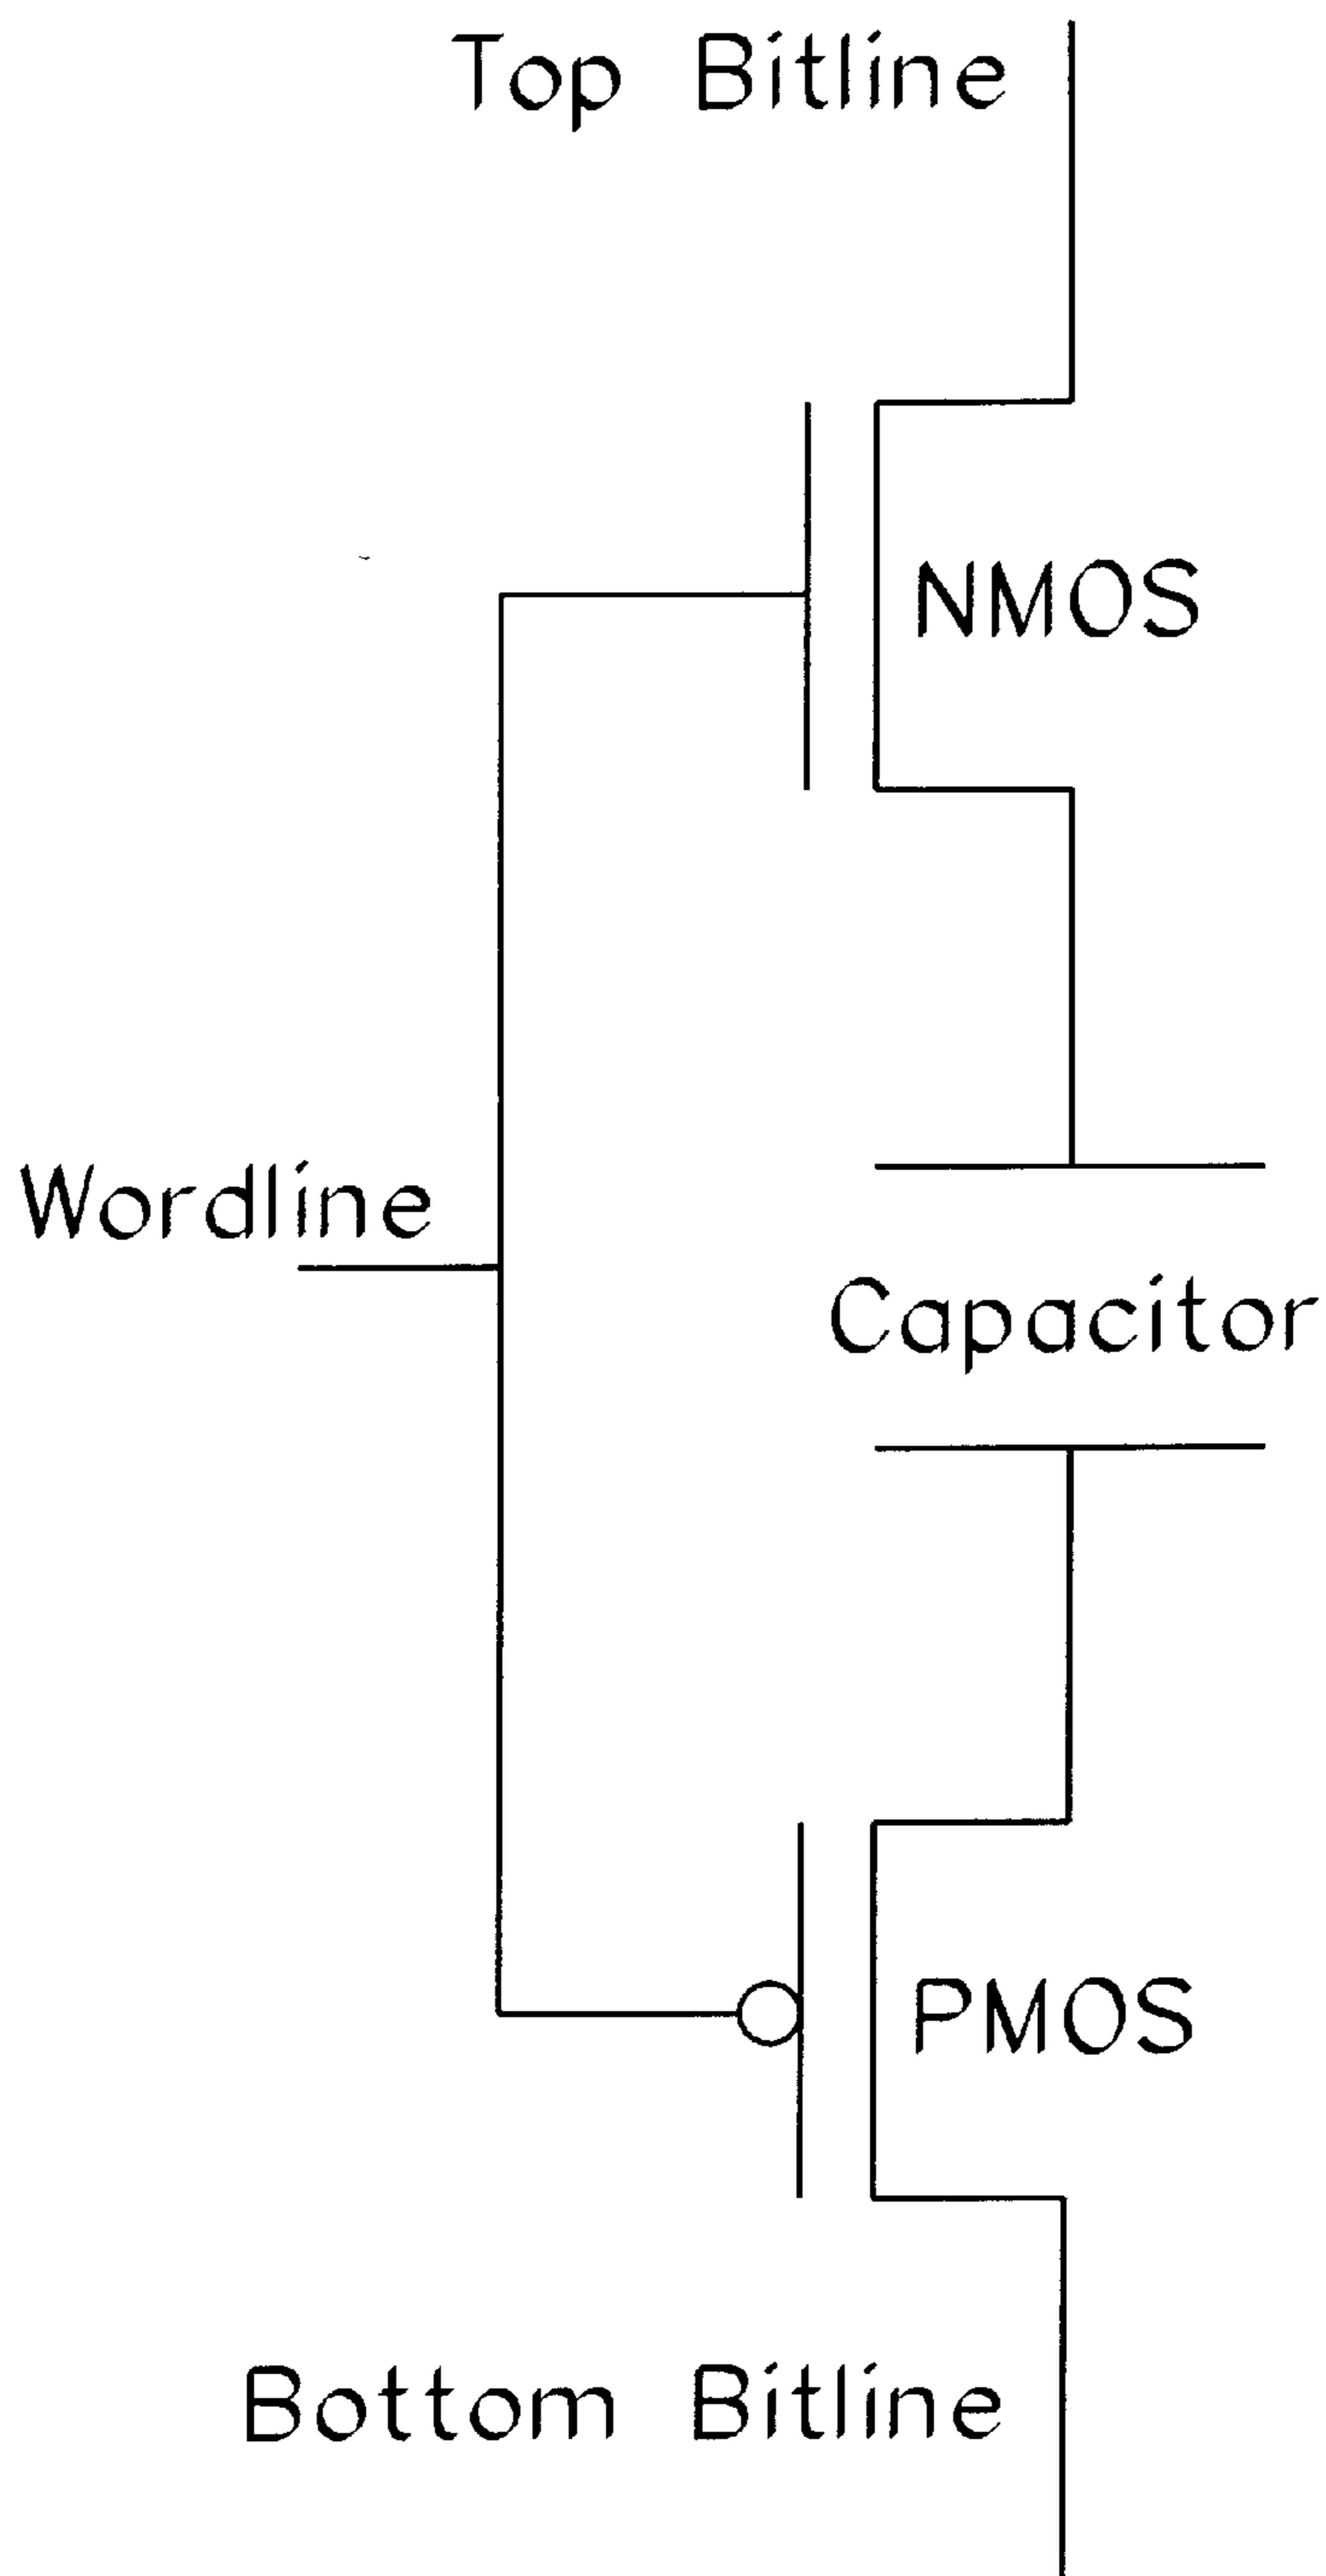 Top Bitline
NMOS
Wordline
Capacitor
PMOS
Bottom Bitline